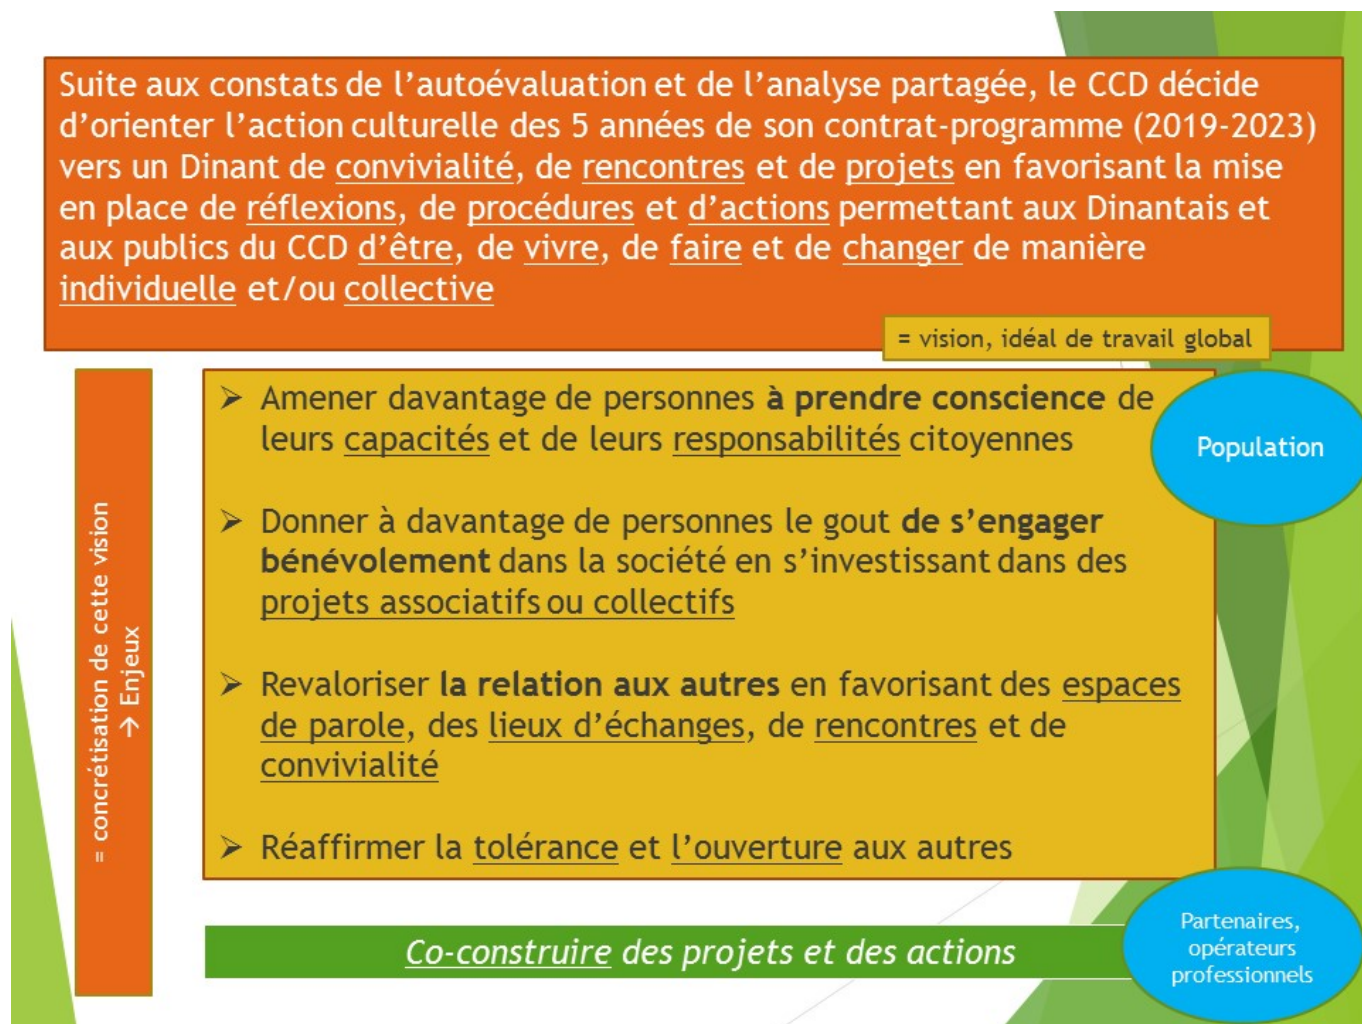 Suite aux constats de l'autoévaluation et de l'analyse partagée, le CCD décide
d'orienter l'action culturelle des 5 années de son contrat-programme (2019-2023)
vers un Dinant de convivialité, de rencontres et de projets en favorisant la mise
en place de réflexions, de procédures et d'actions permettant aux Dinantais et
aux publics du CCD d'être, de vivre, de faire et de changer de manière
individuelle et/ou collective
= vision, idéal de travail global
= concrétisation de cette vision
→ Enjeux
➢ Amener davantage de personnes à prendre conscience de
leurs capacités et de leurs responsabilités citoyennes
Population
➢ Donner à davantage de personnes le gout de s'engager
bénévolement dans la société en s'investissant dans des
projets associatifs ou collectifs
➢ Revaloriser la relation aux autres en favorisant des espaces
de parole, des lieux d'échanges, de rencontres et de
convivialité
➢ Réaffirmer la tolérance et l'ouverture aux autres
Co-construire des projets et des actions
Partenaires,
opérateurs
professionnels